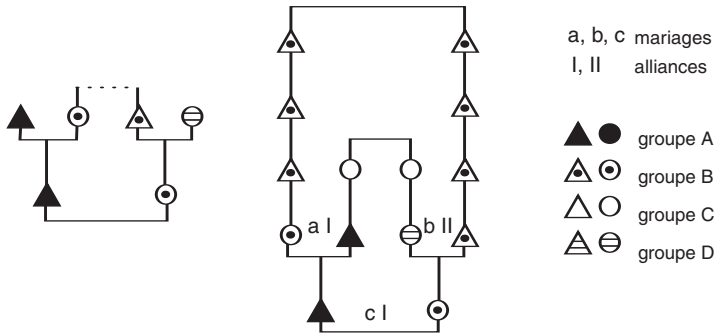 a, b, c mariages
I, II alliances
groupe A
groupe B
groupe C
groupe D
a I
b II
c I